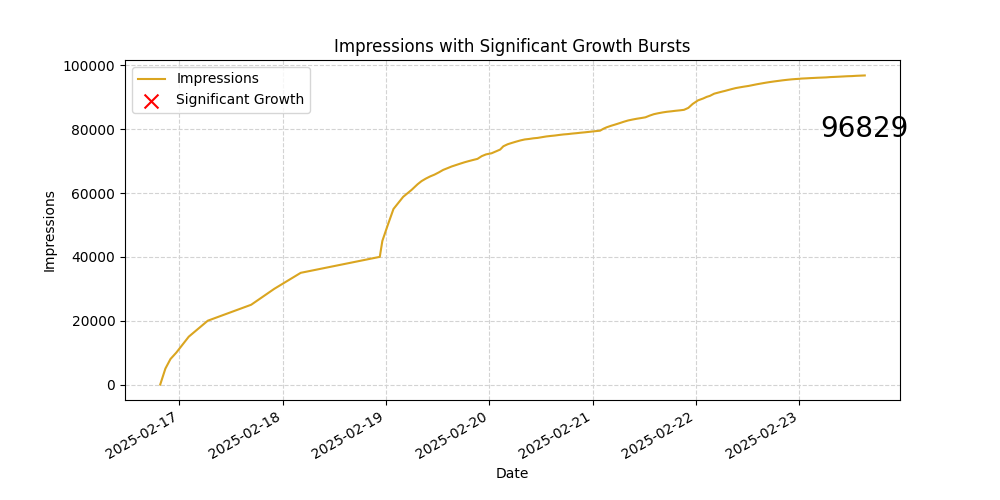 Impressions with Significant Growth Bursts
Impressions
Significant Growth
100000
80000
60000
40000
20000
0
Impressions
96829
2025-02-17
2025-02-18
2025-02-19
2025-02-20
2025-02-21
2025-02-22
2025-02-23
Date